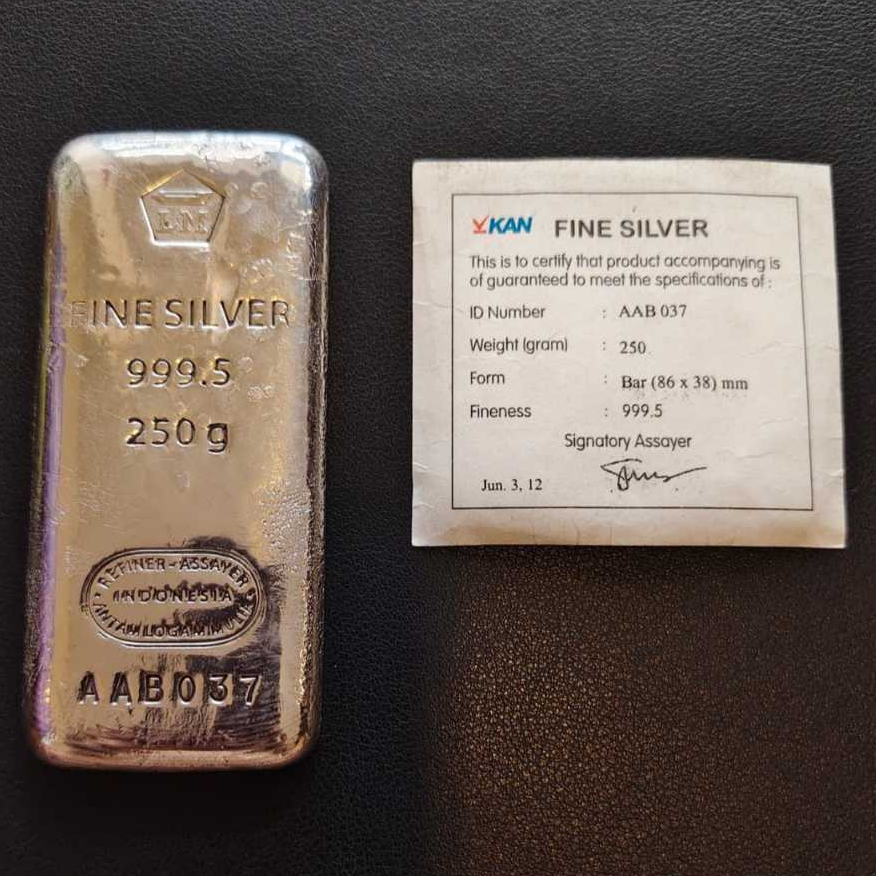 LM
FINE SILVER
999.5
250 g
REFINER - ASSAYER
INDONESIA
ANTAM LOGAM MULIA
AAB037
KAN FINE SILVER
This is to certify that product accompanying is
of guaranteed to meet the specifications of :
ID Number : AAB 037
Weight (gram) : 250
Form : Bar (86 x 38) mm
Fineness : 999.5
Signatory Assayer
Jun. 3, 12